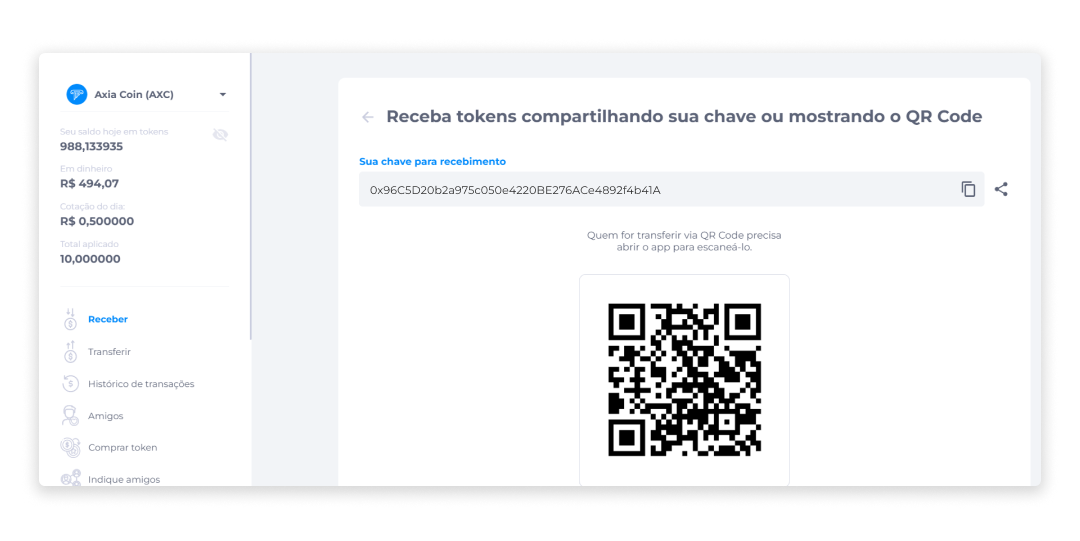 Axia Coin (AXC)
Seu saldo hoje em tokens
988,133935
Em dinheiro
R$ 494,07
Cotação do dia:
R$ 0,500000
Total aplicado
10,000000
Receber
Transferir
Histórico de transações
Amigos
Comprar token
Indique amigos
Receba tokens compartilhando sua chave ou mostrando o QR Code
Sua chave para recebimento
0x96C5D20b2a975c050e4220BE276ACe4892f4b41A
Quem for transferir via QR Code precisa
abrir o app para escaneá-lo.